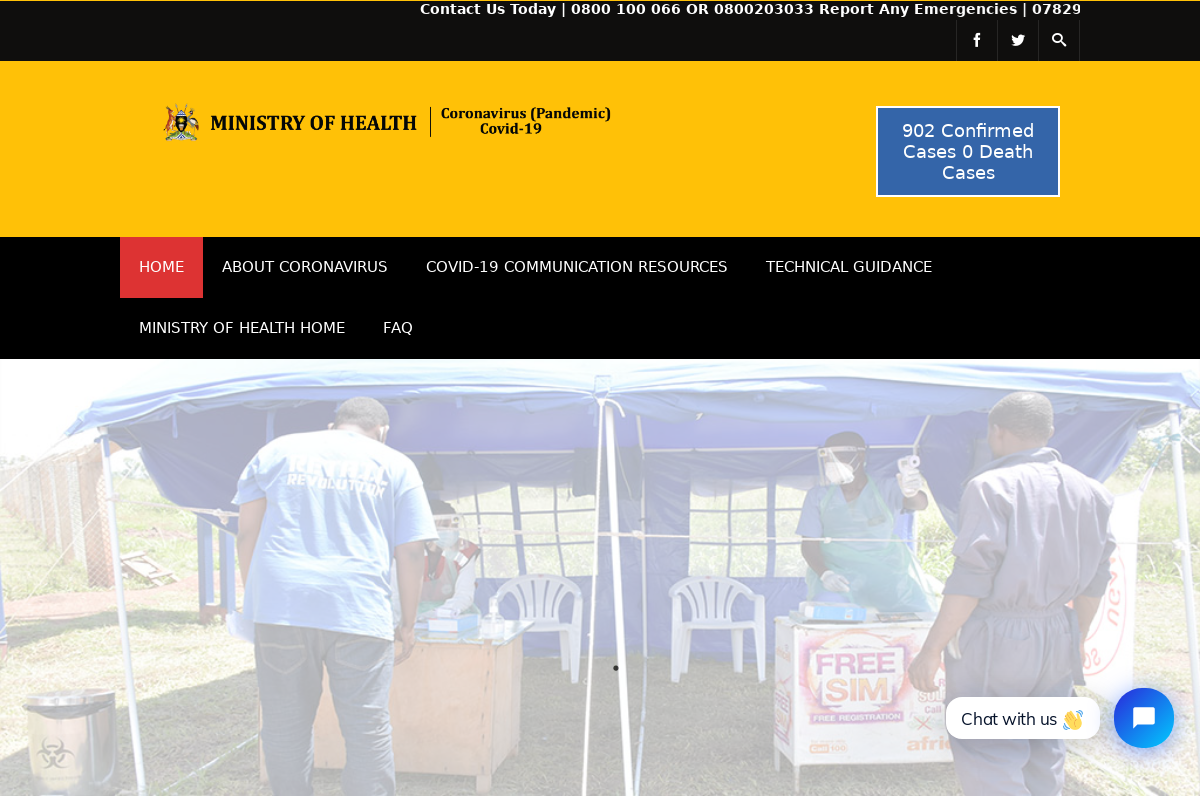 Contact Us Today | 0800 100 066 OR 0800203033 Report Any Emergencies | 07829
MINISTRY OF HEALTH
Coronavirus (Pandemic)
Covid-19
902 Confirmed
Cases 0 Death
Cases
HOME
ABOUT CORONAVIRUS
COVID-19 COMMUNICATION RESOURCES
TECHNICAL GUIDANCE
MINISTRY OF HEALTH HOME
FAQ
REVOLUTION
FREE
SIM
FREE REGISTRATION
Chat with us